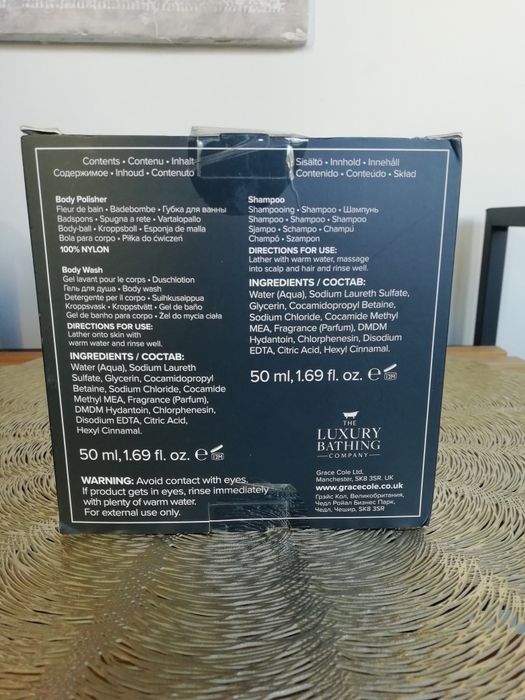 Contents • Contenu • Inhalt
Содержимое • Inhoud • Contenuto
Sisältö • Innhold • Innehåll
Contenido • Conteúdo • Skład
Body Polisher
Fleur de bain • Badebombe • Губка для ванны
Badspons • Spugna a rete • Vartalopallo
Body-ball • Kroppsboll • Esponja de malla
Bola para corpo • Piłka do ćwiczeń
100% NYLON
Body Wash
Gel lavant pour le corps • Duschlotion
Гель для душа • Body wash
Detergente per il corpo • Suihkusaippua
Kroppsvask • Kroppstvätt • Gel de baño
Gel de banho para corpo • Żel do mycia ciała
DIRECTIONS FOR USE:
Lather onto skin with
warm water and rinse well.
INGREDIENTS / СОСТАВ:
Water (Aqua), Sodium Laureth
Sulfate, Glycerin, Cocamidopropyl
Betaine, Sodium Chloride, Cocamide
Methyl MEA, Fragrance (Parfum),
DMDM Hydantoin, Chlorphenesin,
Disodium EDTA, Citric Acid,
Hexyl Cinnamal.
50 ml, 1.69 fl. oz. ℮
WARNING: Avoid contact with eyes.
If product gets in eyes, rinse immediately
with plenty of warm water.
For external use only.
Shampoo
Shampooing • Shampoo • Шампунь
Shampoo • Shampoo • Shampoo
Sjampo • Schampo • Champú
Champô • Szampon
DIRECTIONS FOR USE:
Lather with warm water, massage
into scalp and hair and rinse well.
INGREDIENTS / СОСТАВ:
Water (Aqua), Sodium Laureth Sulfate,
Glycerin, Cocamidopropyl Betaine,
Sodium Chloride, Cocamide Methyl
MEA, Fragrance (Parfum), DMDM
Hydantoin, Chlorphenesin, Disodium
EDTA, Citric Acid, Hexyl Cinnamal.
50 ml, 1.69 fl. oz. ℮
THE
LUXURY
BATHING
COMPANY
Grace Cole Ltd,
Manchester, SK8 3SR. UK
www.gracecole.co.uk
Грэйс Кол, Великобритания,
Чедл Ройал Бизнес Парк,
Чедл, Чешир, SK8 3SR